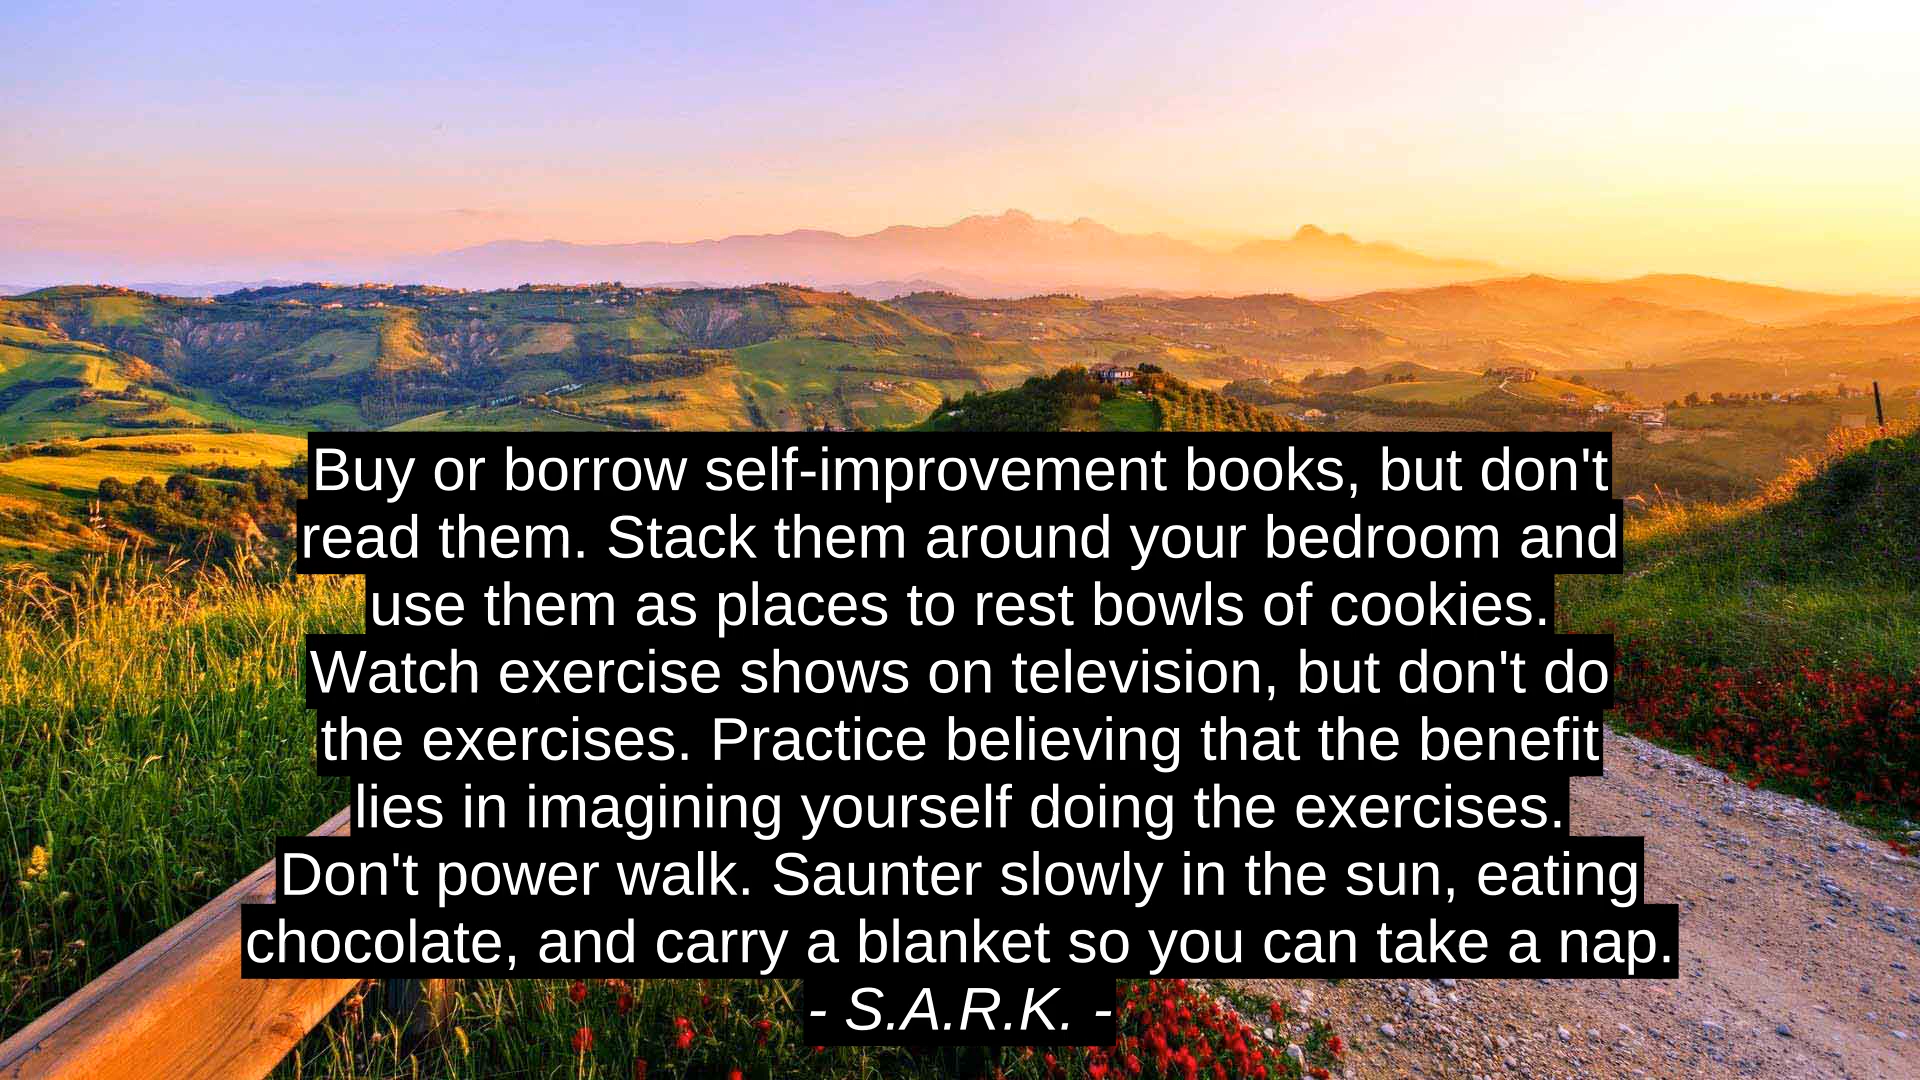 Buy or borrow self-improvement books, but don't
read them. Stack them around your bedroom and
use them as places to rest bowls of cookies.
Watch exercise shows on television, but don't do
the exercises. Practice believing that the benefit
lies in imagining yourself doing the exercises.
Don't power walk. Saunter slowly in the sun, eating
chocolate, and carry a blanket so you can take a nap.
- S.A.R.K. -